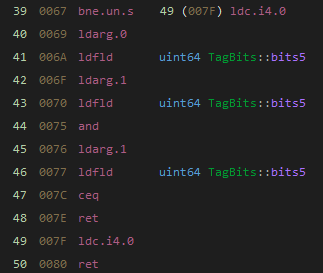 39 0067 bne.un.s 49 (007F) ldc.i4.0
40 0069 ldarg.0
41 006A ldfld uint64 TagBits::bits5
42 006F ldarg.1
43 0070 ldfld uint64 TagBits::bits5
44 0075 and
45 0076 ldarg.1
46 0077 ldfld uint64 TagBits::bits5
47 007C ceq
48 007E ret
49 007F ldc.i4.0
50 0080 ret